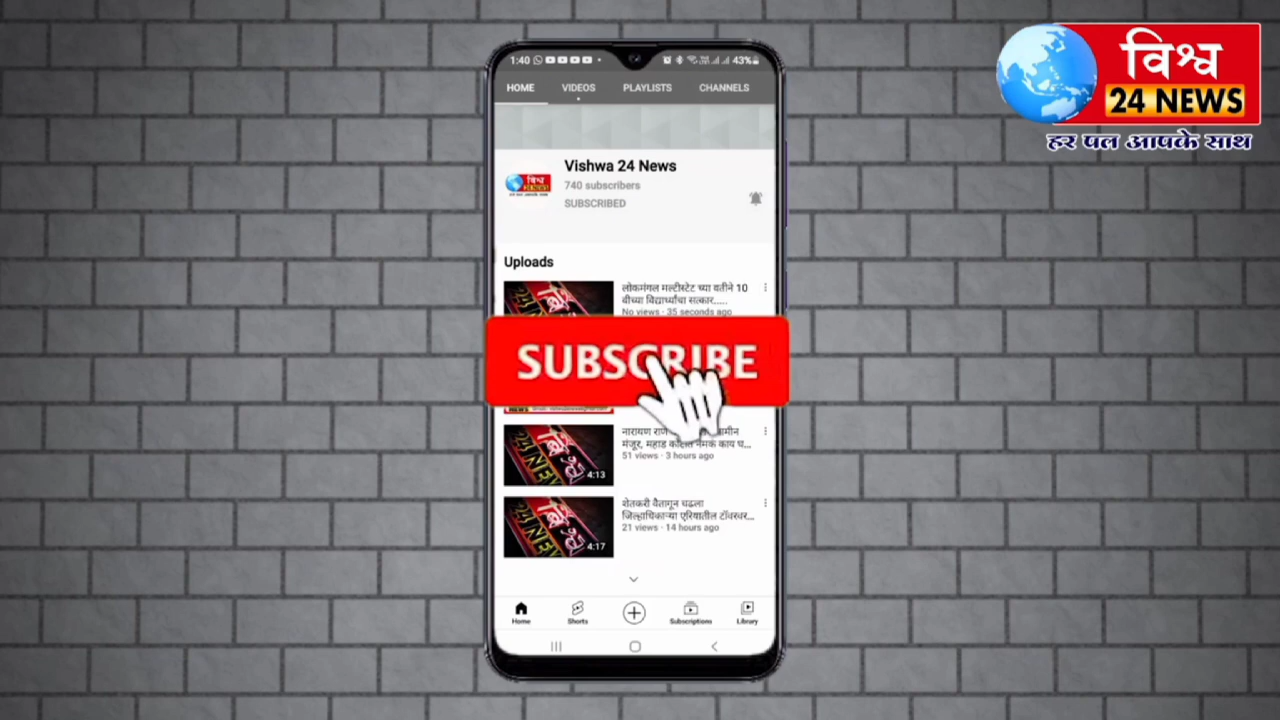 विश्व
24 NEWS
हर पल आपके साथ
1:40
43%
HOME VIDEOS PLAYLISTS CHANNELS
Vishwa 24 News
740 subscribers
SUBSCRIBED
Uploads
लोकमंगल मल्टीस्टेट च्या वतीने 10
वीच्या विद्यार्थ्यांचा सत्कार.....
No views · 35 seconds ago
SUBSCRIBE
नारायण
मंजूर, महाड नेमकं काय घ...
51 views · 3 hours ago
4:13
शेतकरी वैतागून चढला
जिल्हाधिकाऱ्या एरियातील टॉवरवर...
21 views · 14 hours ago
4:17
Home Shorts Subscriptions Library